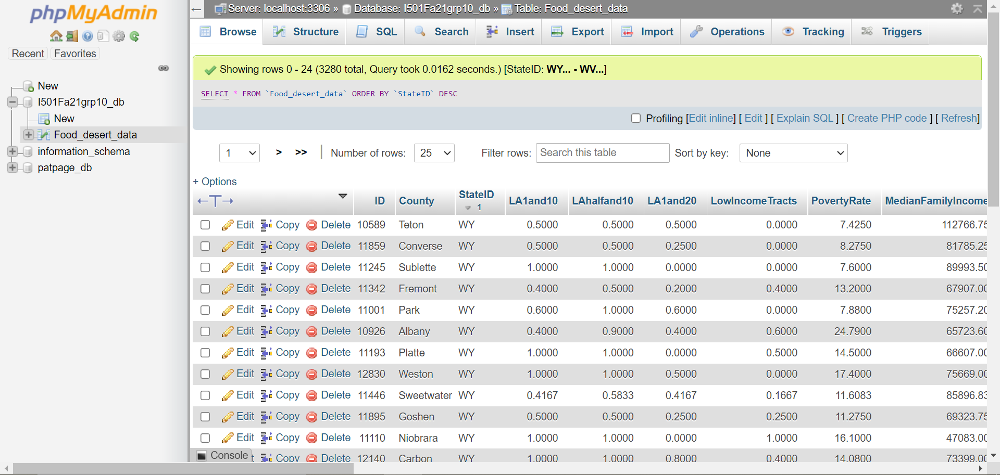 phpMyAdmin
Recent Favorites
New
I501Fa21grp10_db
New
Food_desert_data
information_schema
patpage_db
Server: localhost:3306 » Database: I501Fa21grp10_db » Table: Food_desert_data
Browse Structure SQL Search Insert Export Import Operations Tracking Triggers
Showing rows 0 - 24 (3280 total, Query took 0.0162 seconds.) [StateID: WY... - WV...]
SELECT * FROM `Food_desert_data` ORDER BY `StateID` DESC
Profiling [Edit inline] [ Edit ] [ Explain SQL ] [ Create PHP code ] [ Refresh]
1 > >> | Number of rows: 25 Filter rows: Search this table Sort by key: None
+ Options
←T→ ID County StateID 1 LA1and10 LAhalfand10 LA1and20 LowIncomeTracts PovertyRate MedianFamilyIncome
Edit Copy Delete 10589 Teton WY 0.5000 0.5000 0.5000 0.0000 7.4250 112766.75
Edit Copy Delete 11859 Converse WY 0.5000 0.5000 0.2500 0.0000 8.2750 81785.25
Edit Copy Delete 11245 Sublette WY 1.0000 1.0000 0.0000 0.0000 7.6000 89993.50
Edit Copy Delete 11342 Fremont WY 0.4000 0.5000 0.2000 0.4000 13.2000 67907.00
Edit Copy Delete 11001 Park WY 0.6000 1.0000 0.6000 0.0000 7.8800 75257.20
Edit Copy Delete 10926 Albany WY 0.4000 0.9000 0.4000 0.6000 24.7900 65723.60
Edit Copy Delete 11193 Platte WY 1.0000 1.0000 0.0000 0.5000 14.5000 66607.00
Edit Copy Delete 12830 Weston WY 1.0000 1.0000 0.5000 0.0000 17.4000 75669.00
Edit Copy Delete 11446 Sweetwater WY 0.4167 0.5833 0.4167 0.1667 11.6083 85896.83
Edit Copy Delete 11895 Goshen WY 0.5000 0.5000 0.2500 0.2500 11.2750 69323.75
Edit Copy Delete 11110 Niobrara WY 1.0000 1.0000 0.0000 1.0000 16.1000 47083.00
Console t Copy Delete 12140 Carbon WY 1.0000 1.0000 0.8000 0.4000 14.0800 73399.00